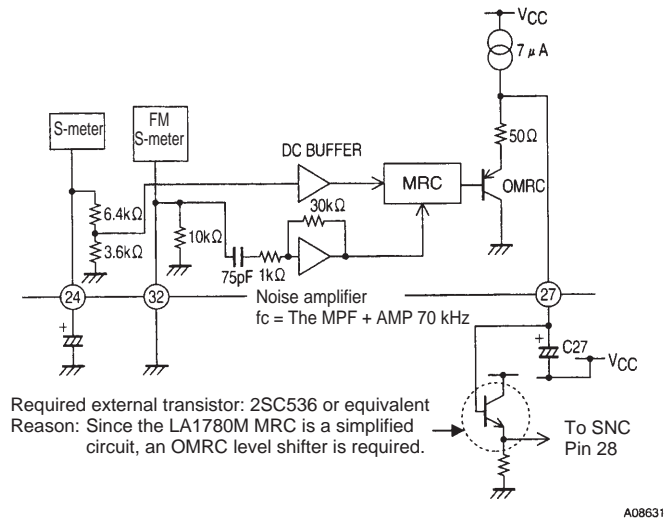 VCC
7 μA
S-meter
FM
S-meter
50Ω
DC BUFFER
MRC
QMRC
6.4kΩ
30kΩ
3.6kΩ
10kΩ
75pF
1kΩ
24
32
27
Noise amplifier
fc = The MPF + AMP 70 kHz
+
+
C27
VCC
Required external transistor: 2SC536 or equivalent
Reason: Since the LA1780M MRC is a simplified
circuit, an OMRC level shifter is required.
To SNC
Pin 28
A08631